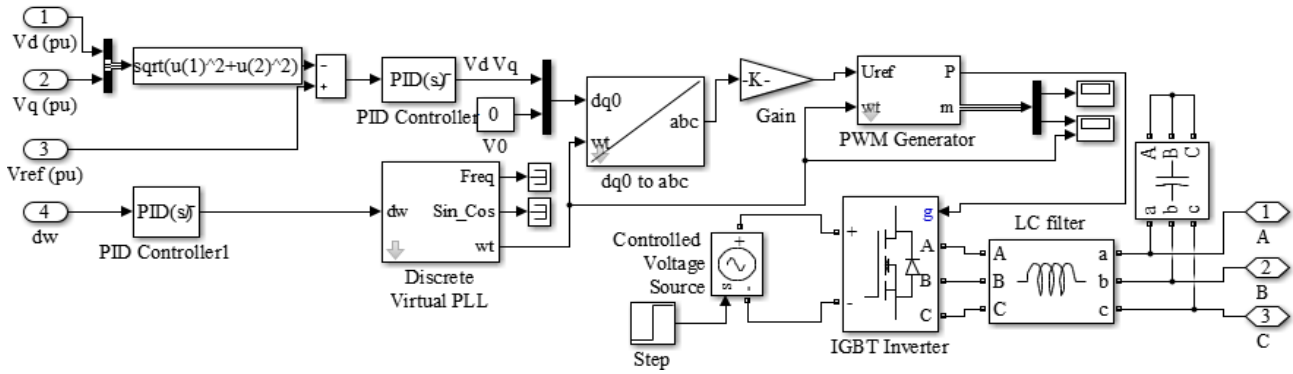 1
Vd (pu)
2
Vq (pu)
3
Vref (pu)
4
dw
sqrt(u(1)^2+u(2)^2)
−
+
PID(s)
PID Controller
Vd Vq
0
V0
dq0
wt
abc
dq0 to abc
-K-
Gain
Uref
wt
P
m
PWM Generator
PID(s)
PID Controller1
dw
Freq
Sin_Cos
wt
Discrete
Virtual PLL
Controlled
Voltage
Source
+
s
-
Step
g
+
-
A
B
C
IGBT Inverter
LC filter
A
B
C
a
b
c
A
B
C
a
b
c
1
A
2
B
3
C